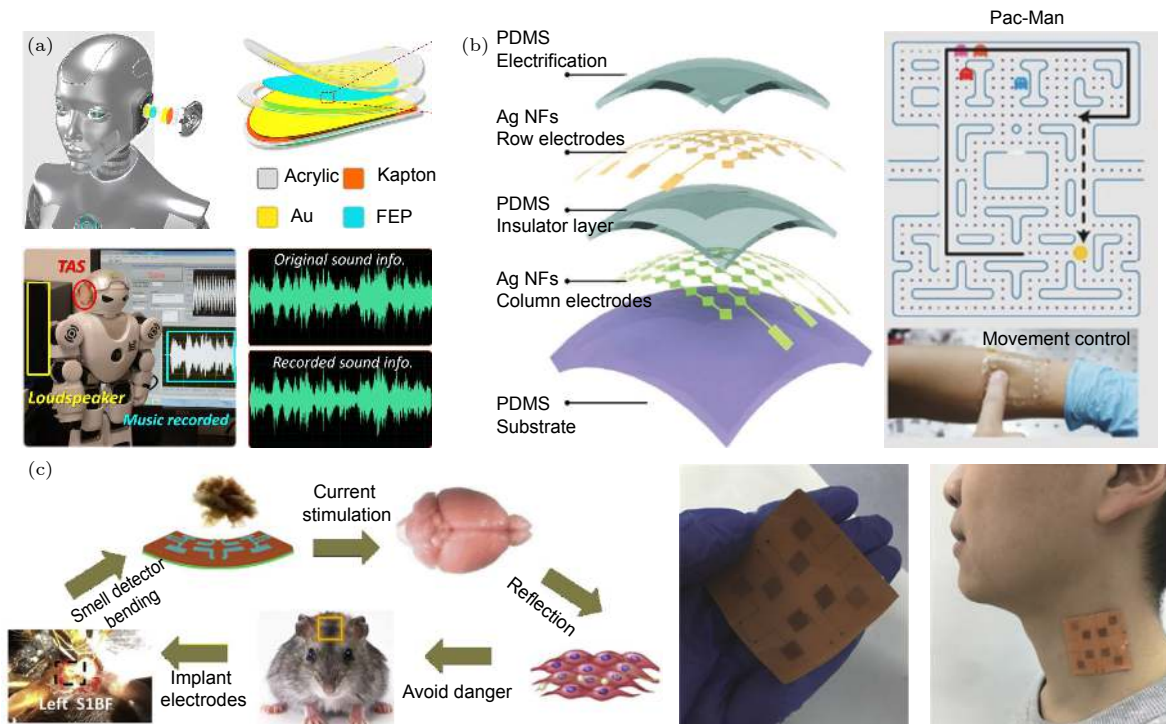 (a)
Acrylic
Kapton
Au
FEP
TAS
Loudspeaker
Music recorded
Original sound info.
Recorded sound info.
(b)
PDMS
Electrification
Ag NFs
Row electrodes
PDMS
Insulator layer
Ag NFs
Column electrodes
PDMS
Substrate
Pac-Man
Movement control
(c)
Current
stimulation
Smell detector
bending
Reflection
Left S1BF
Implant
electrodes
Avoid danger